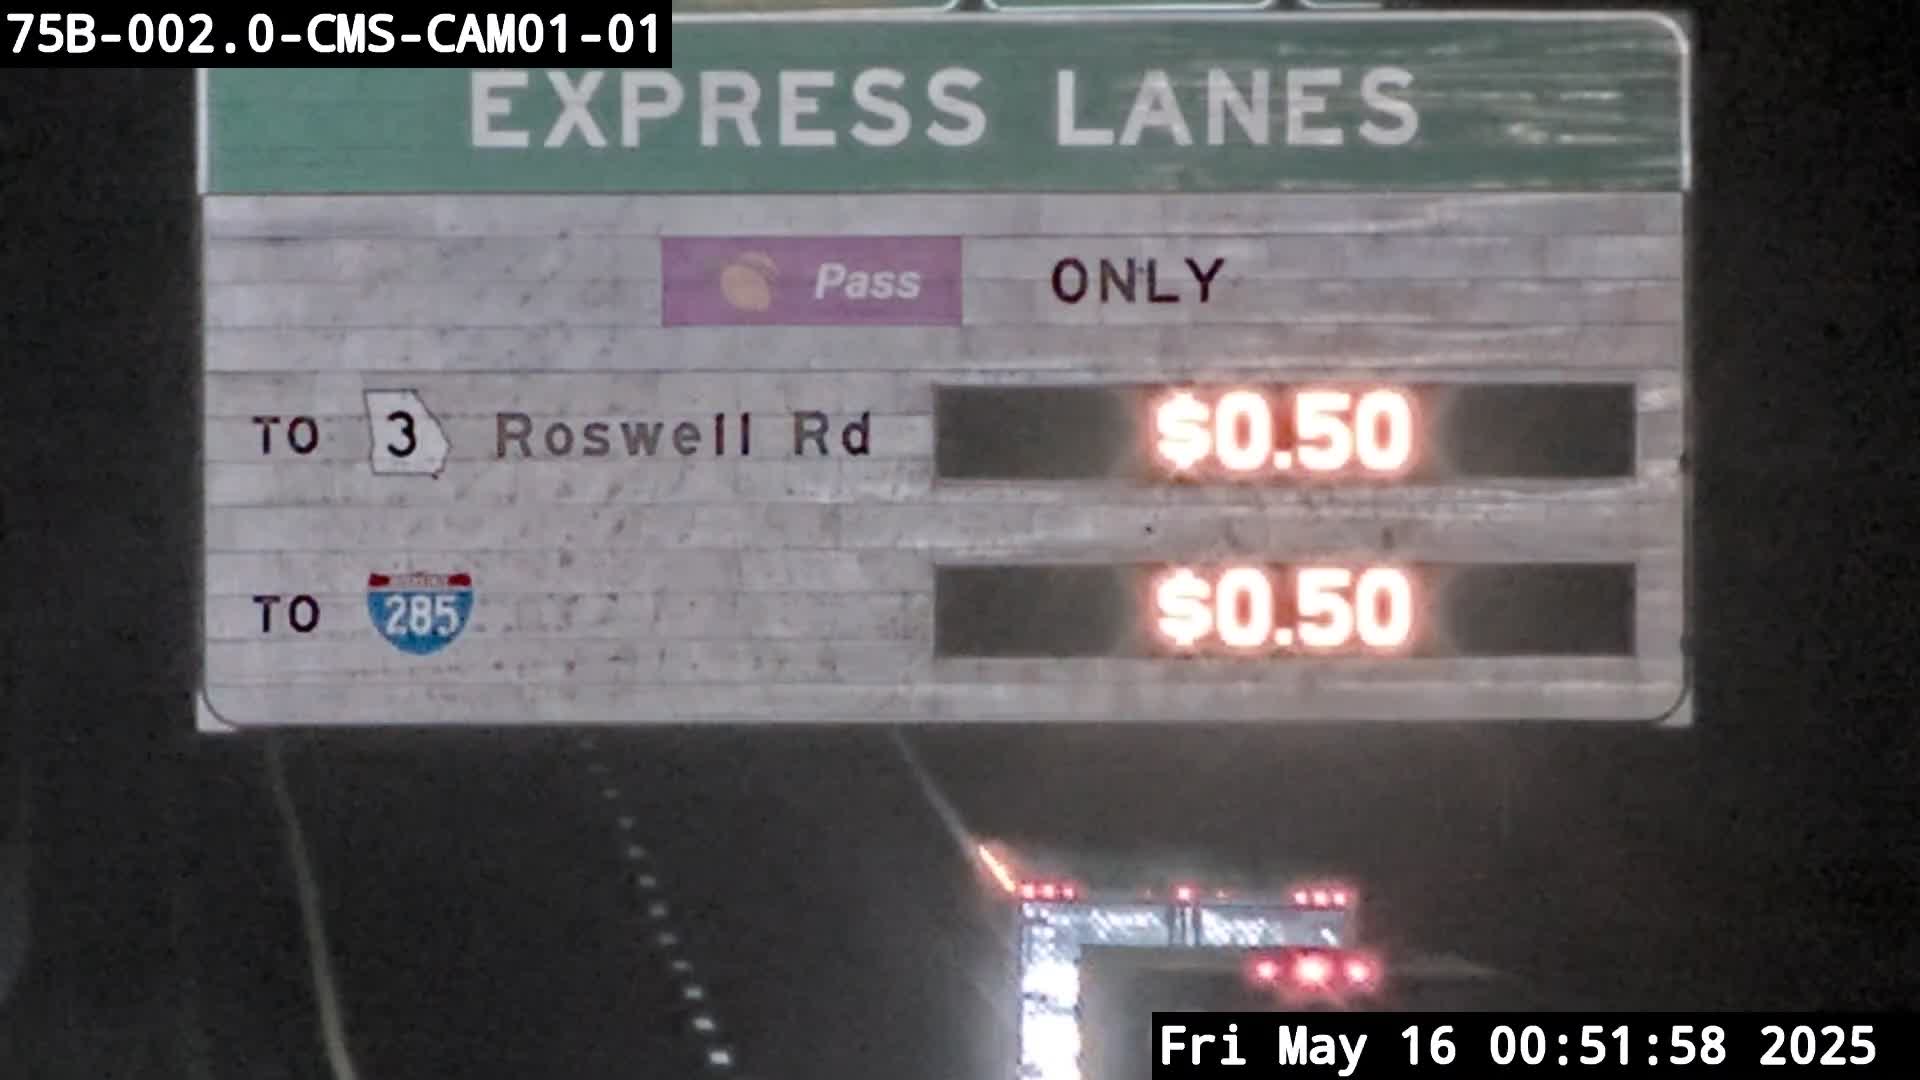 75B-002.0-CMS-CAM01-01
EXPRESS LANES
Pass ONLY
TO 3 Roswell Rd $0.50
TO 285 $0.50
Fri May 16 00:51:58 2025